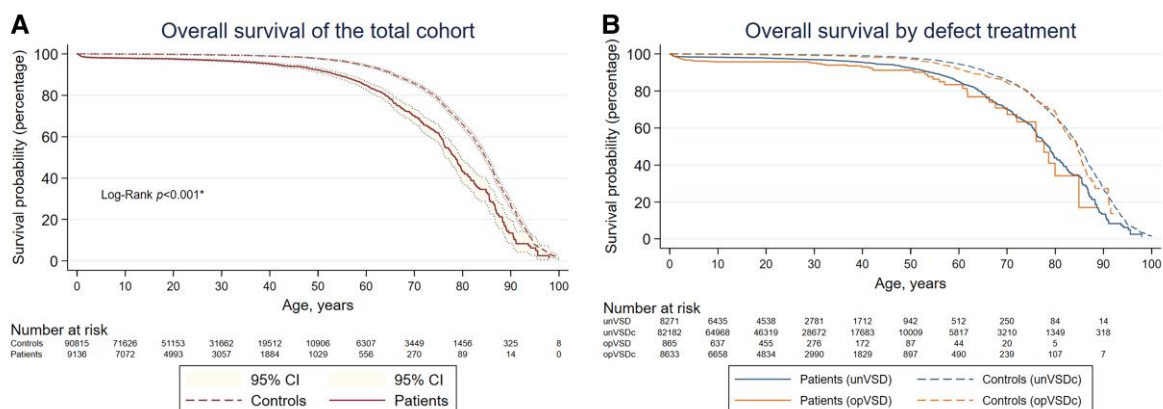 A
Overall survival of the total cohort
Survival probability (percentage)
100
80
60
40
20
0
Log-Rank p<0.001*
0 10 20 30 40 50 60 70 80 90 100
Age, years
Number at risk
Controls 90815 71626 51153 31662 19512 10906 6307 3449 1456 325 8
Patients 9136 7072 4993 3057 1884 1029 556 270 89 14 0
95% CI 95% CI
Controls Patients
B
Overall survival by defect treatment
Survival probability (percentage)
100
80
60
40
20
0
0 10 20 30 40 50 60 70 80 90 100
Age, years
Number at risk
unVSD 8271 6435 4538 2781 1712 942 512 250 84 14
unVSDc 82182 64968 46319 28672 17683 10009 5817 3210 1349 318
opVSD 865 637 455 276 172 87 44 20 5
opVSDc 8633 6658 4834 2990 1829 897 490 239 107 7
Patients (unVSD) Controls (unVSDc)
Patients (opVSD) Controls (opVSDc)